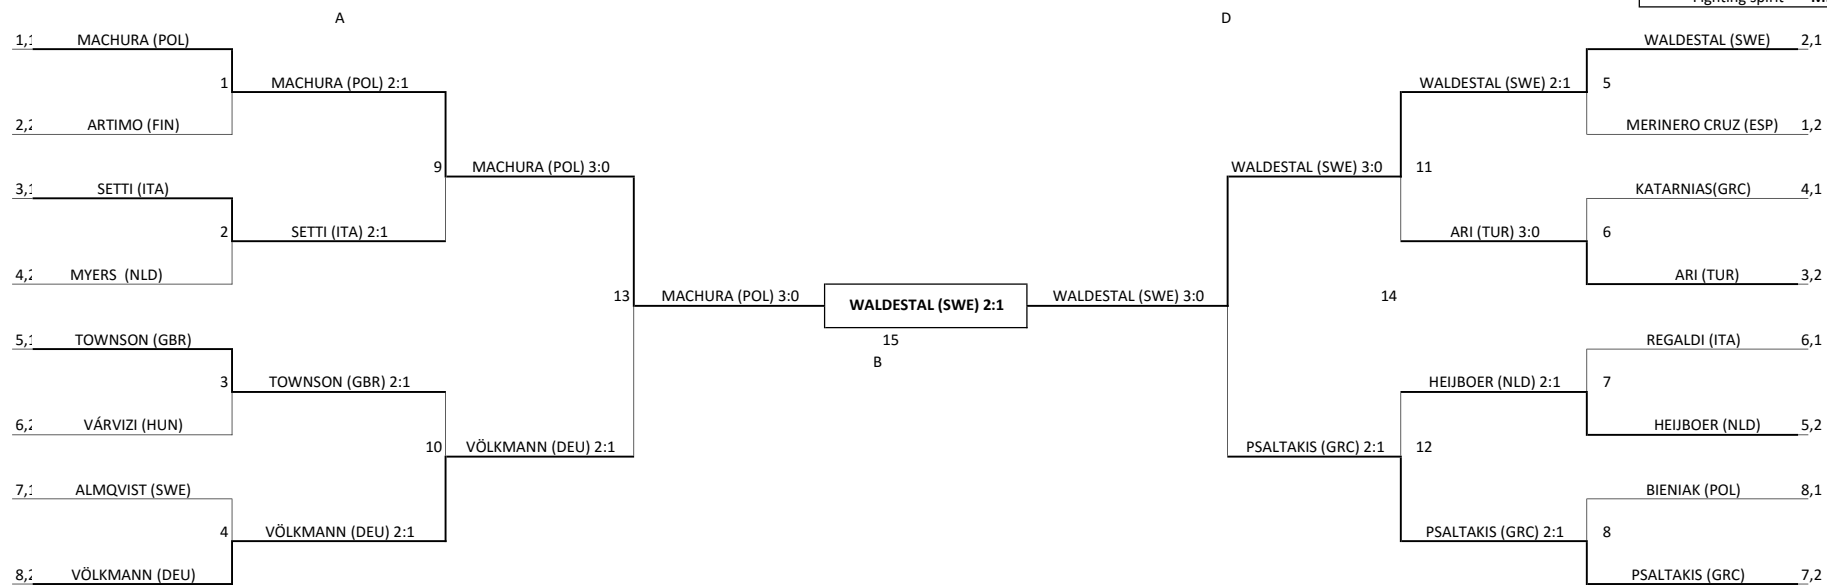 Fighting spirit
A D
1,1 MACHURA (POL) WALDESTAL (SWE) 2,1
1 MACHURA (POL) 2:1 WALDESTAL (SWE) 2:1 5
2,2 ARTIMO (FIN) MERINERO CRUZ (ESP) 1,2
9 MACHURA (POL) 3:0 WALDESTAL (SWE) 3:0 11
3,1 SETTI (ITA) KATARNIAS(GRC) 4,1
2 SETTI (ITA) 2:1 ARI (TUR) 3:0 6
4,2 MYERS (NLD) ARI (TUR) 3,2
13 MACHURA (POL) 3:0 WALDESTAL (SWE) 2:1 WALDESTAL (SWE) 3:0 14
15
5,1 TOWNSON (GBR) REGALDI (ITA) 6,1
B
3 TOWNSON (GBR) 2:1 HEIJBOER (NLD) 2:1 7
6,2 VÁRVIZI (HUN) HEIJBOER (NLD) 5,2
10 VÖLKMANN (DEU) 2:1 PSALTAKIS (GRC) 2:1 12
7,1 ALMQVIST (SWE) BIENIAK (POL) 8,1
4 VÖLKMANN (DEU) 2:1 PSALTAKIS (GRC) 2:1 8
8,2 VÖLKMANN (DEU) PSALTAKIS (GRC) 7,2